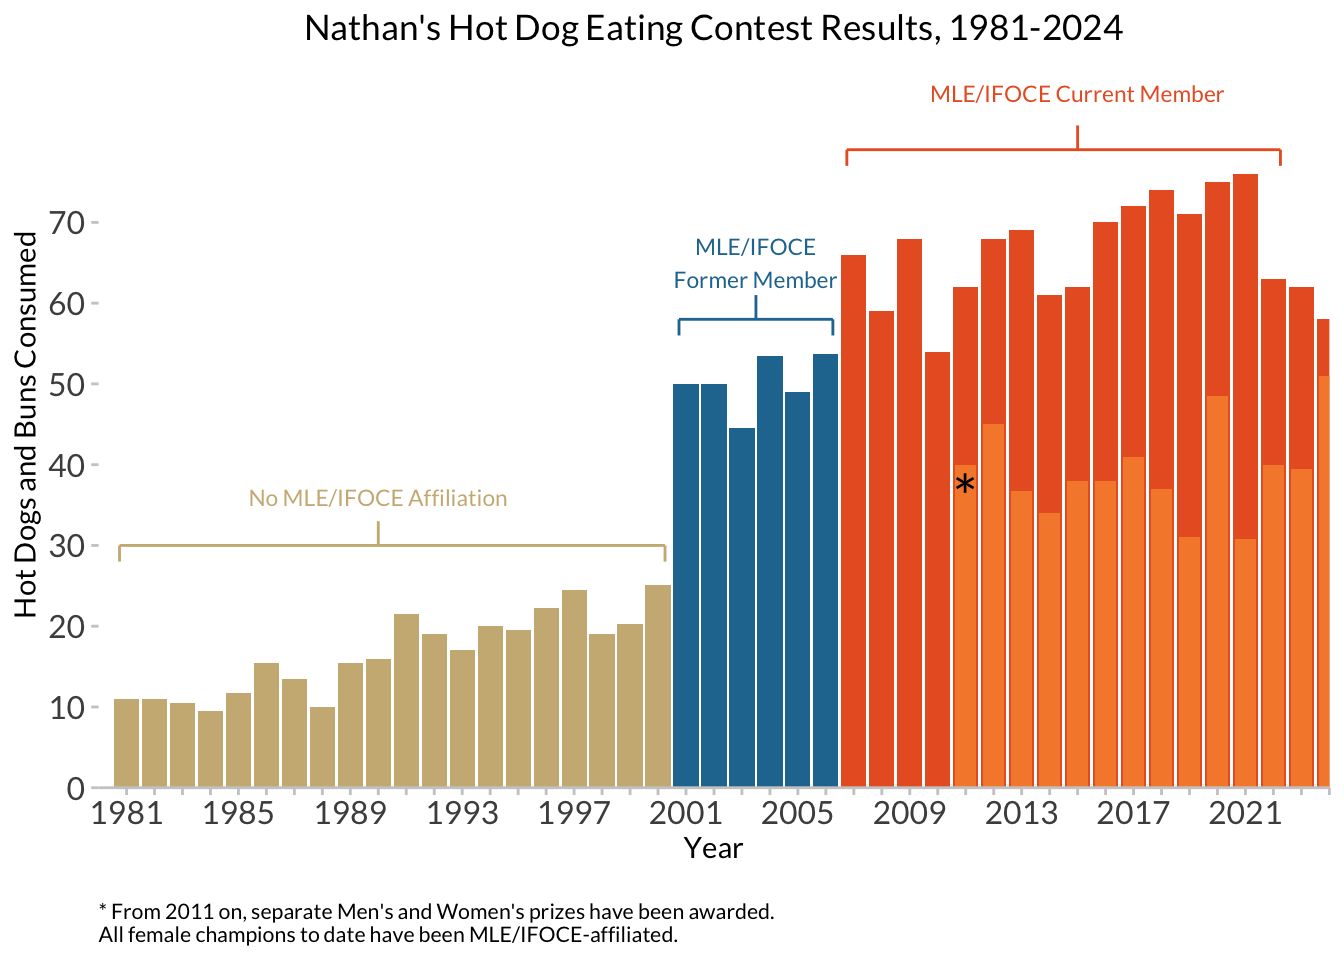 Nathan's Hot Dog Eating Contest Results, 1981-2024
MLE/IFOCE Current Member
MLE/IFOCE
Former Member
No MLE/IFOCE Affiliation
Hot Dogs and Buns Consumed
70
60
50
40
30
20
10
0
*
1981 1985 1989 1993 1997 2001 2005 2009 2013 2017 2021
Year
* From 2011 on, separate Men's and Women's prizes have been awarded.
All female champions to date have been MLE/IFOCE-affiliated.